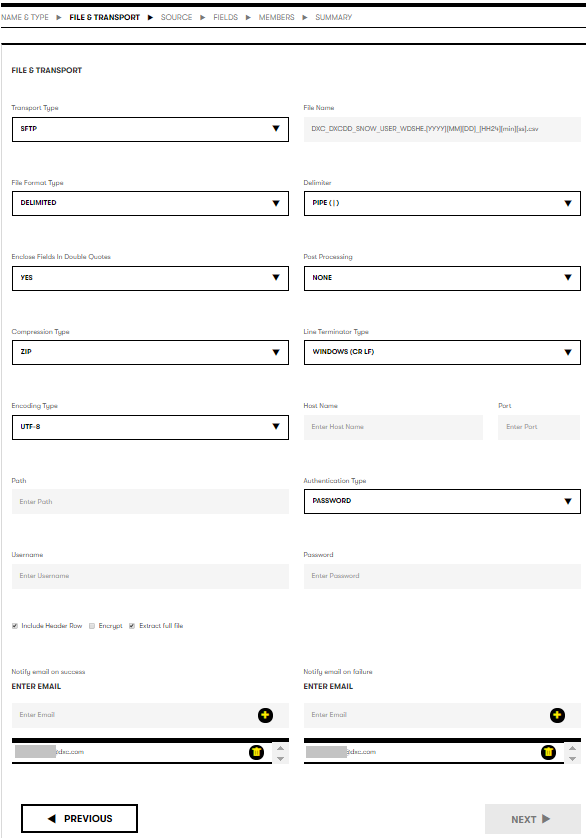 NAME & TYPE ▶ FILE & TRANSPORT ▶ SOURCE ▶ FIELDS ▶ MEMBERS ▶ SUMMARY
FILE & TRANSPORT
Transport Type File Name
SFTP DXC_DXCDD_SNOW_USER_WDSHE.[YYYY][MM][DD]_[HH24][min][ss].csv
File Format Type Delimiter
DELIMITED PIPE ( | )
Enclose Fields In Double Quotes Post Processing
YES NONE
Compression Type Line Terminator Type
ZIP WINDOWS (CR LF)
Encoding Type Host Name Port
UTF-8 Enter Host Name Enter Port
Path Authentication Type
Enter Path PASSWORD
Username Password
Enter Username Enter Password
Include Header Row Encrypt Extract full file
Notify email on success Notify email on failure
ENTER EMAIL ENTER EMAIL
Enter Email Enter Email
dxc.com dxc.com
PREVIOUS NEXT